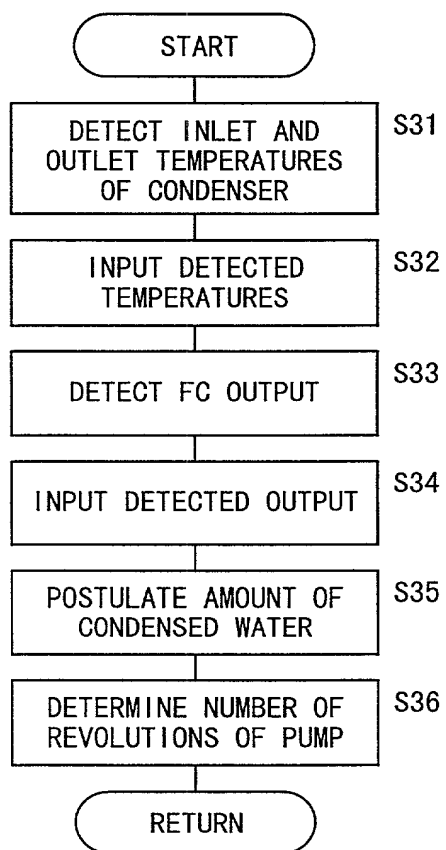 START
DETECT INLET AND
OUTLET TEMPERATURES
OF CONDENSER
S31
INPUT DETECTED
TEMPERATURES
S32
DETECT FC OUTPUT
S33
INPUT DETECTED OUTPUT
S34
POSTULATE AMOUNT OF
CONDENSED WATER
S35
DETERMINE NUMBER OF
REVOLUTIONS OF PUMP
S36
RETURN